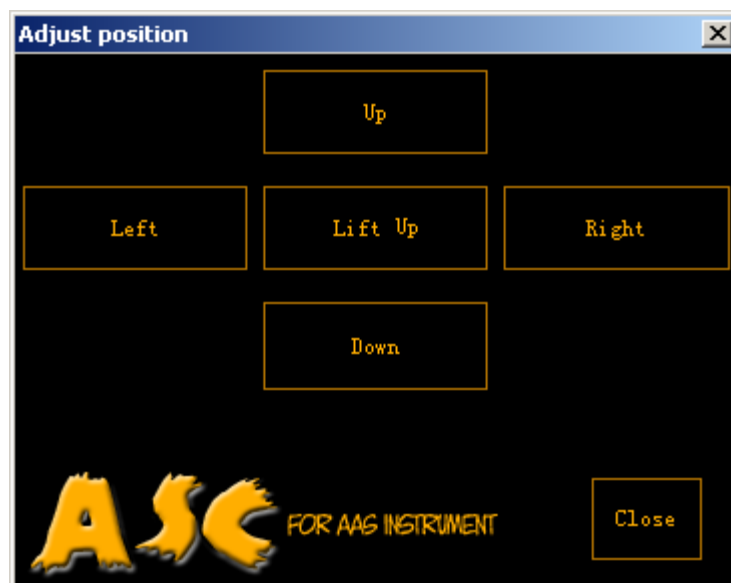 Adjust position
Up
Left Lift Up Right
Down
ASC FOR AAS INSTRUMENT
Close